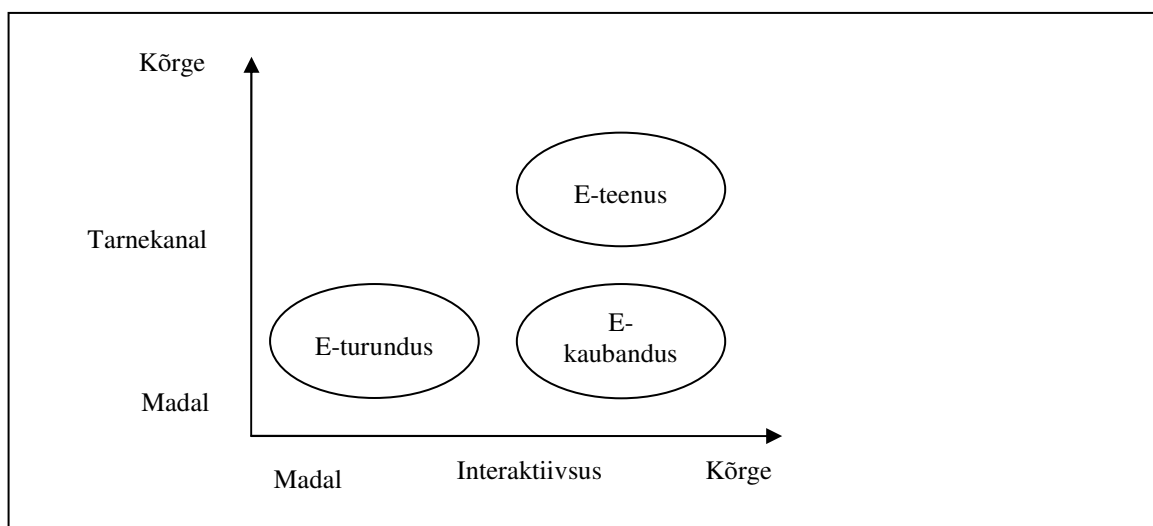 Kõrge
E-teenus
Tarnekanal
E-turundus
E-
kaubandus
Madal
Madal
Interaktiivsus
Kõrge